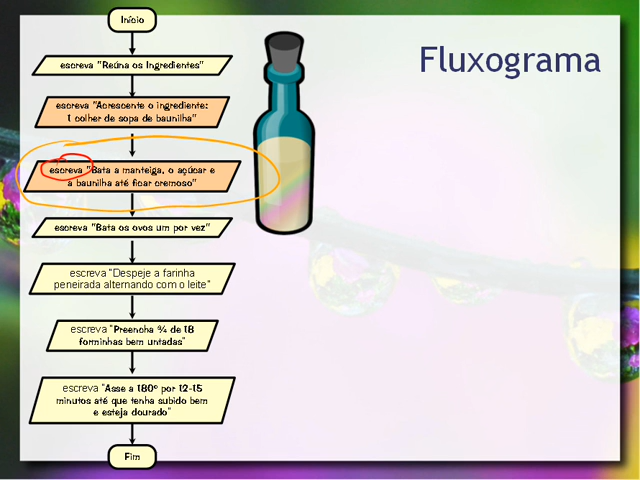 Início
Fluxograma
escreva "Reúna os Ingredientes"
escreva "Acrescente o ingrediente:
1 colher de sopa de baunilha"
escreva "Bata a manteiga, o açúcar e
a baunilha até ficar cremoso"
escreva "Bata os ovos um por vez"
escreva "Despeje a farinha
peneirada alternando com o leite"
escreva "Preencha ¾ de 18
forminhas bem untadas"
escreva "Asse a 180º por 12-15
minutos até que tenha subido bem
e esteja dourado"
Fim